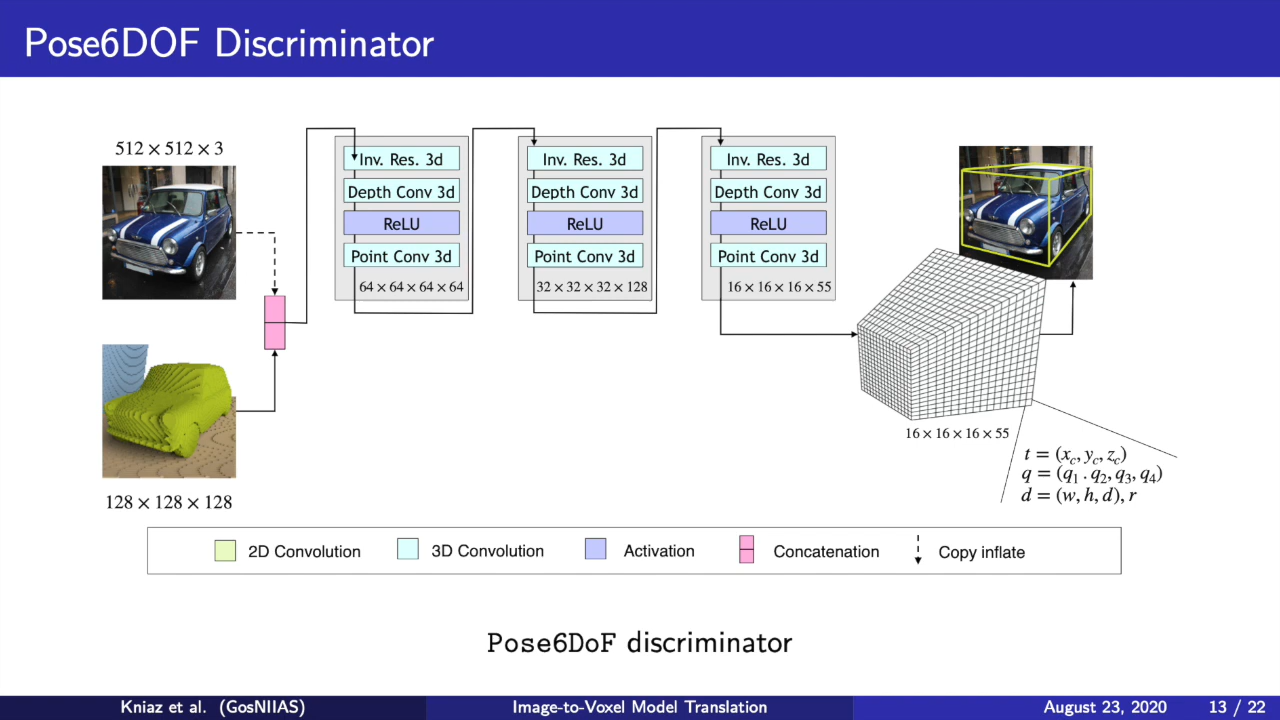 Pose6DOF Discriminator
512 × 512 × 3
Inv. Res. 3d
Depth Conv 3d
ReLU
Point Conv 3d
64 × 64 × 64 × 64
Inv. Res. 3d
Depth Conv 3d
ReLU
Point Conv 3d
32 × 32 × 32 × 128
Inv. Res. 3d
Depth Conv 3d
ReLU
Point Conv 3d
16 × 16 × 16 × 55
128 × 128 × 128
16 × 16 × 16 × 55
t = (x_c, y_c, z_c)
q = (q_1 . q_2, q_3, q_4)
d = (w, h, d), r
2D Convolution
3D Convolution
Activation
Concatenation
Copy inflate
Pose6DoF discriminator
Kniaz et al. (GosNIIAS)
Image-to-Voxel Model Translation
August 23, 2020
13 / 22